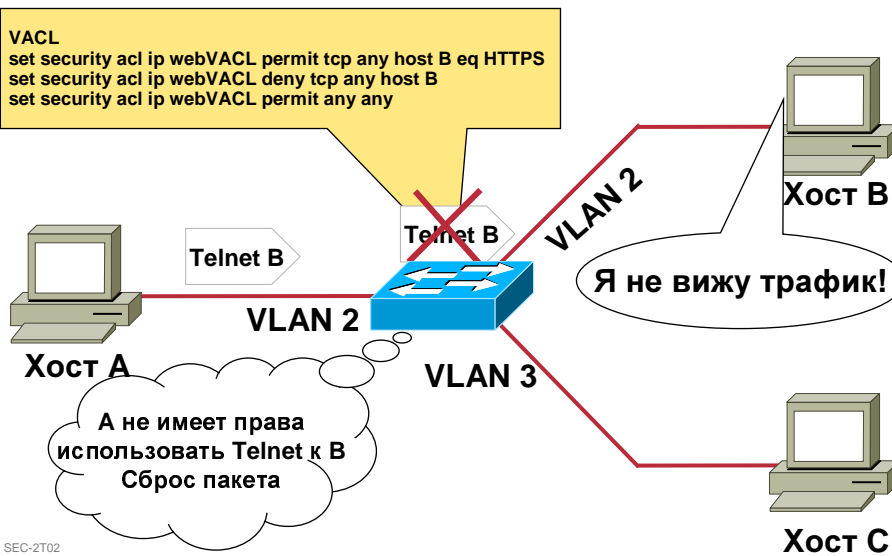 VACL
set security acl ip webVACL permit tcp any host B eq HTTPS
set security acl ip webVACL deny tcp any host B
set security acl ip webVACL permit any any
Хост B
VLAN 2
Telnet B
Telnet B
Я не вижу трафик!
VLAN 2
Хост A
VLAN 3
А не имеет права
использовать Telnet к B
Сброс пакета
Хост C
SEC-2T02